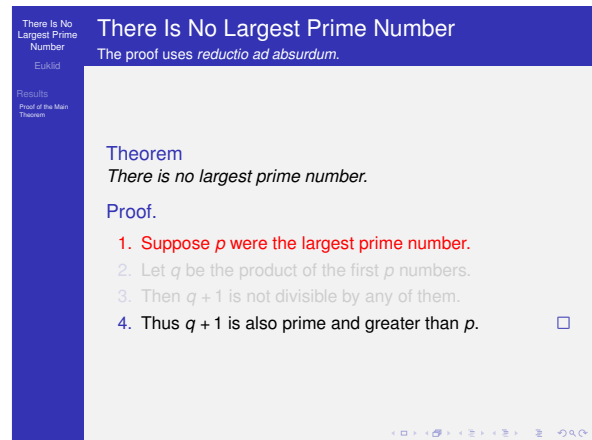 There Is No
Largest Prime
Number
Euklid
Results
Proof of the Main
Theorem
There Is No Largest Prime Number
The proof uses reductio ad absurdum.
Theorem
There is no largest prime number.
Proof.
1. Suppose p were the largest prime number.
2. Let q be the product of the first p numbers.
3. Then q + 1 is not divisible by any of them.
4. Thus q + 1 is also prime and greater than p. □